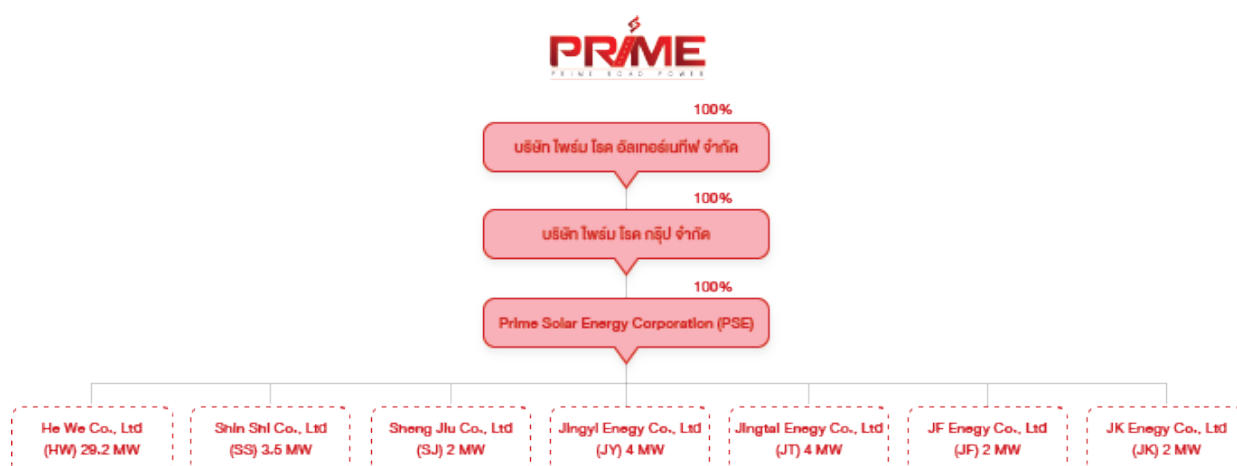 PRIME
PRIME ROAD POWER
100%
บริษัท ไพร์ม โรด อัลเทอร์เนทีฟ จำกัด
100%
บริษัท ไพร์ม โรด กรุ๊ป จำกัด
100%
Prime Solar Energy Corporation (PSE)
He We Co., Ltd
(HW) 29.2 MW
Shin Shi Co., Ltd
(SS) 3.5 MW
Sheng Jiu Co., Ltd
(SJ) 2 MW
Jingyi Enegy Co., Ltd
(JY) 4 MW
Jingtai Enegy Co., Ltd
(JT) 4 MW
JF Enegy Co., Ltd
(JF) 2 MW
JK Enegy Co., Ltd
(JK) 2 MW